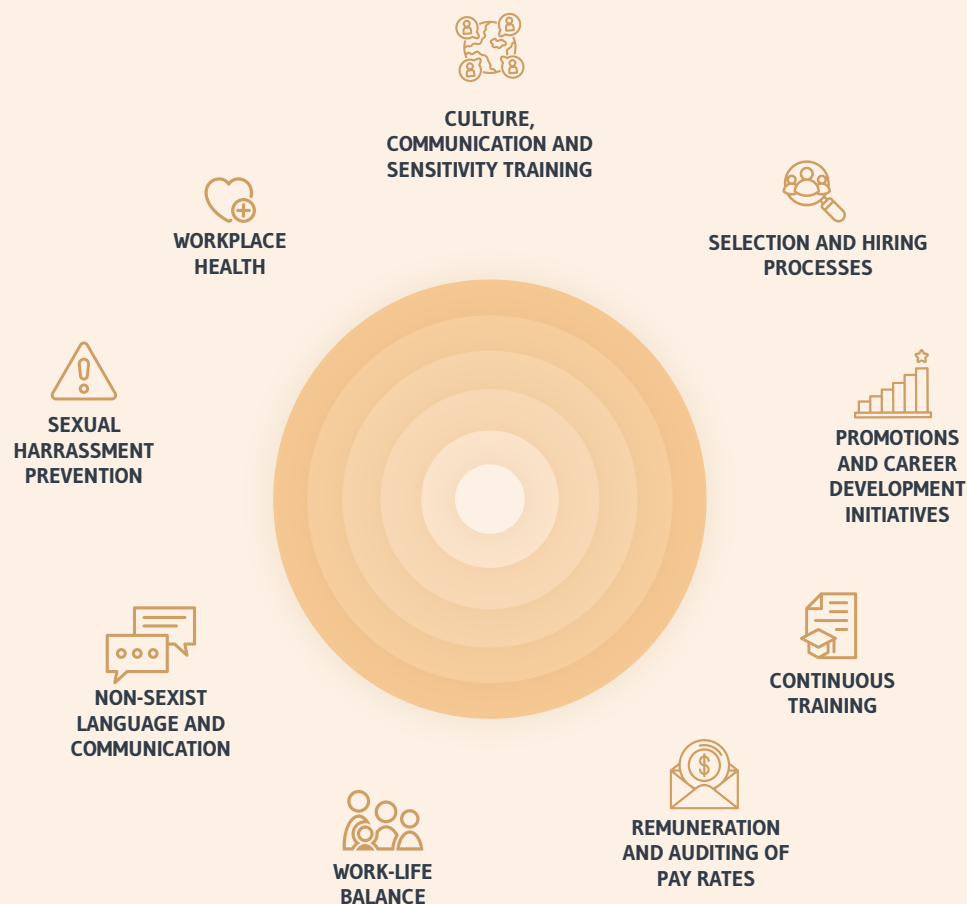 CULTURE,
COMMUNICATION AND
SENSITIVITY TRAINING
SELECTION AND HIRING
PROCESSES
PROMOTIONS
AND CAREER
DEVELOPMENT
INITIATIVES
CONTINUOUS
TRAINING
REMUNERATION
AND AUDITING OF
PAY RATES
WORK-LIFE
BALANCE
NON-SEXIST
LANGUAGE AND
COMMUNICATION
SEXUAL
HARRASSMENT
PREVENTION
WORKPLACE
HEALTH